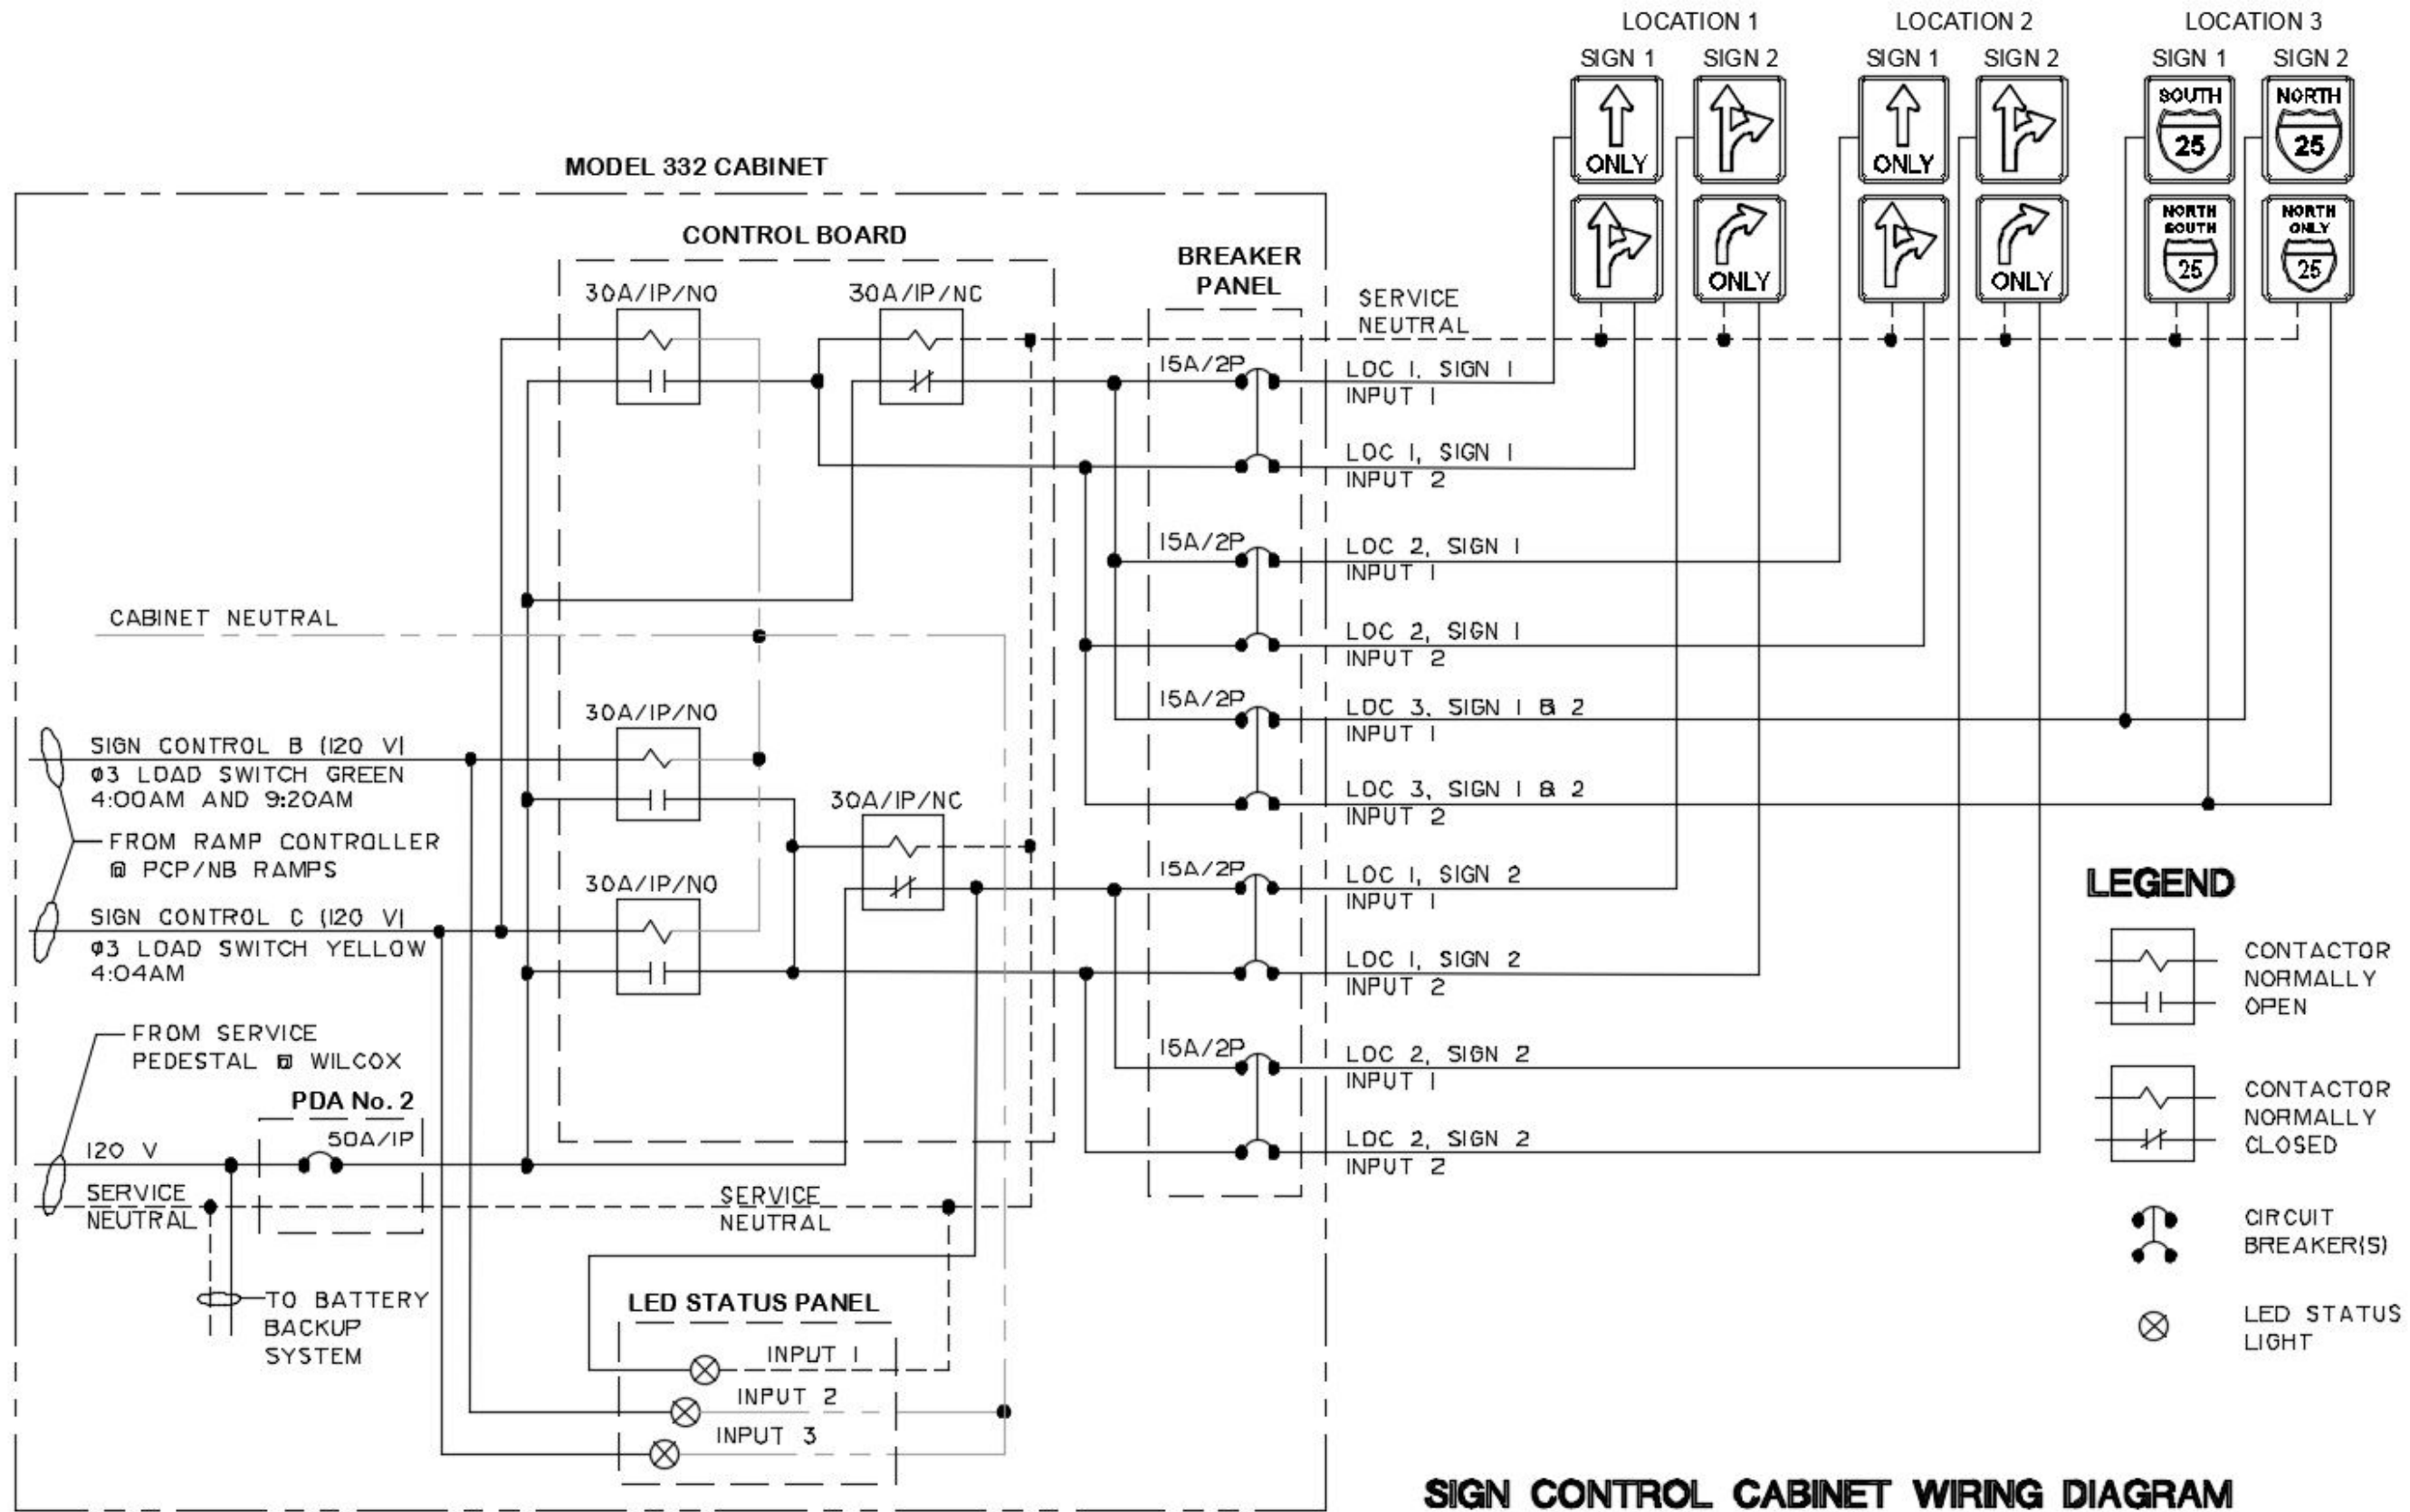 LOCATION 1
LOCATION 2
LOCATION 3
SIGN 1
SIGN 2
SIGN 1
SIGN 2
SIGN 1
SIGN 2
ONLY
ONLY
SOUTH
25
NORTH
25
ONLY
ONLY
NORTH
SOUTH
25
NORTH
ONLY
25
MODEL 332 CABINET
CONTROL BOARD
BREAKER
PANEL
30A/1P/NO
30A/1P/NC
SERVICE
NEUTRAL
15A/2P
LOC 1, SIGN 1
INPUT 1
LOC 1, SIGN 1
INPUT 2
15A/2P
LOC 2, SIGN 1
INPUT 1
CABINET NEUTRAL
LOC 2, SIGN 1
INPUT 2
30A/1P/NO
15A/2P
LOC 3, SIGN 1 & 2
INPUT 1
SIGN CONTROL B (120 V)
Ø3 LOAD SWITCH GREEN
4:00AM AND 9:20AM
30A/1P/NC
LOC 3, SIGN 1 & 2
INPUT 2
FROM RAMP CONTROLLER
@ PCP/NB RAMPS
30A/1P/NO
15A/2P
LOC 1, SIGN 2
INPUT 1
SIGN CONTROL C (120 V)
Ø3 LOAD SWITCH YELLOW
4:04AM
LOC 1, SIGN 2
INPUT 2
FROM SERVICE
PEDESTAL @ WILCOX
15A/2P
LOC 2, SIGN 2
INPUT 1
PDA No. 2
50A/1P
120 V
LOC 2, SIGN 2
INPUT 2
SERVICE
NEUTRAL
SERVICE
NEUTRAL
TO BATTERY
BACKUP
SYSTEM
LED STATUS PANEL
INPUT 1
INPUT 2
INPUT 3
LEGEND
CONTACTOR
NORMALLY
OPEN
CONTACTOR
NORMALLY
CLOSED
CIRCUIT
BREAKER(S)
LED STATUS
LIGHT
SIGN CONTROL CABINET WIRING DIAGRAM